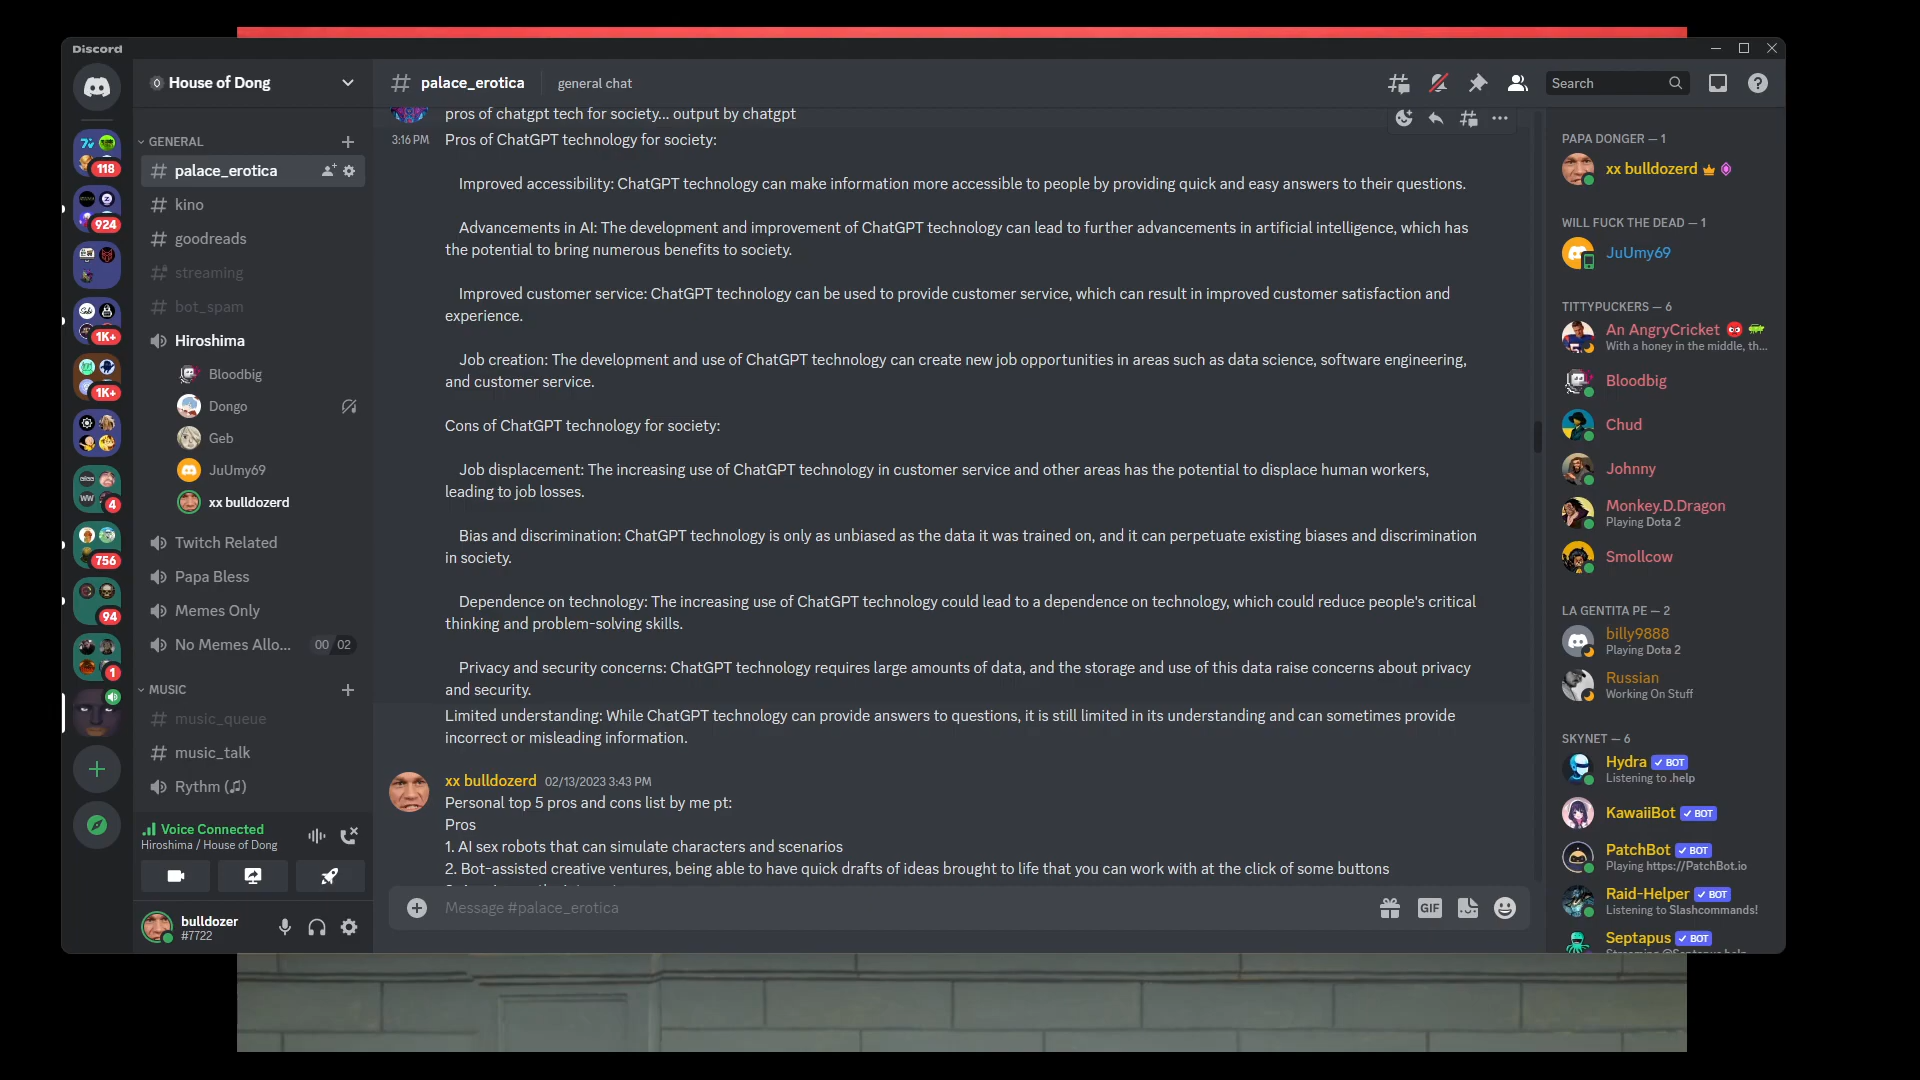 Discord
House of Dong
118
924
1K+
1K+
4
756
94
1
GENERAL
palace_erotica
kino
goodreads
streaming
bot_spam
Hiroshima
Bloodbig
Dongo
Geb
JuUmy69
xx bulldozerd
Twitch Related
Papa Bless
Memes Only
No Memes Allo... 00 02
MUSIC
music_queue
music_talk
Rythm (♫)
Voice Connected
Hiroshima / House of Dong
bulldozer
#7722
palace_erotica general chat
Search
pros of chatgpt tech for society... output by chatgpt
3:16 PM Pros of ChatGPT technology for society:
Improved accessibility: ChatGPT technology can make information more accessible to people by providing quick and easy answers to their questions.
Advancements in AI: The development and improvement of ChatGPT technology can lead to further advancements in artificial intelligence, which has
the potential to bring numerous benefits to society.
Improved customer service: ChatGPT technology can be used to provide customer service, which can result in improved customer satisfaction and
experience.
Job creation: The development and use of ChatGPT technology can create new job opportunities in areas such as data science, software engineering,
and customer service.
Cons of ChatGPT technology for society:
Job displacement: The increasing use of ChatGPT technology in customer service and other areas has the potential to displace human workers,
leading to job losses.
Bias and discrimination: ChatGPT technology is only as unbiased as the data it was trained on, and it can perpetuate existing biases and discrimination
in society.
Dependence on technology: The increasing use of ChatGPT technology could lead to a dependence on technology, which could reduce people's critical
thinking and problem-solving skills.
Privacy and security concerns: ChatGPT technology requires large amounts of data, and the storage and use of this data raise concerns about privacy
and security.
Limited understanding: While ChatGPT technology can provide answers to questions, it is still limited in its understanding and can sometimes provide
incorrect or misleading information.
xx bulldozerd 02/13/2023 3:43 PM
Personal top 5 pros and cons list by me pt:
Pros
1. AI sex robots that can simulate characters and scenarios
2. Bot-assisted creative ventures, being able to have quick drafts of ideas brought to life that you can work with at the click of some buttons
Message #palace_erotica
GIF
PAPA DONGER — 1
xx bulldozerd
WILL FUCK THE DEAD — 1
JuUmy69
TITTYPUCKERS — 6
An AngryCricket
With a honey in the middle, th...
Bloodbig
Chud
Johnny
Monkey.D.Dragon
Playing Dota 2
Smollcow
LA GENTITA PE — 2
billy9888
Playing Dota 2
Russian
Working On Stuff
SKYNET — 6
Hydra ✓ BOT
Listening to .help
KawaiiBot ✓ BOT
PatchBot ✓ BOT
Playing https://PatchBot.io
Raid-Helper ✓ BOT
Listening to Slashcommands!
Septapus ✓ BOT